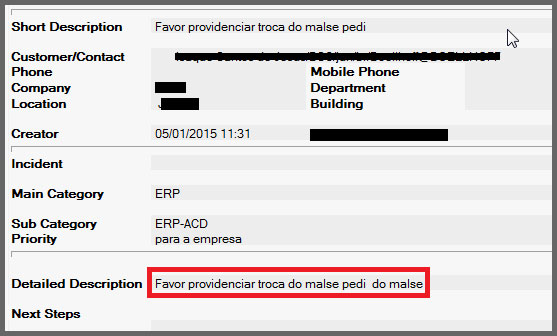 Short Description Favor providenciar troca do malse pedi
Customer/Contact
Phone Mobile Phone
Company Department
Location Building
Creator 05/01/2015 11:31
Incident
Main Category ERP
Sub Category ERP-ACD
Priority para a empresa
Detailed Description Favor providenciar troca do malse pedi do malse
Next Steps